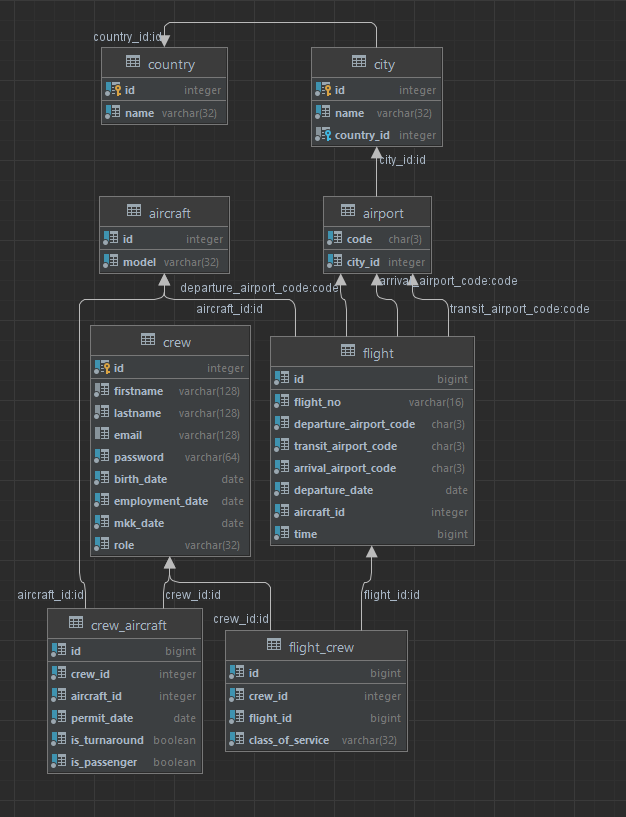 country_id:id
country
id integer
name varchar(32)
city
id integer
name varchar(32)
country_id integer
city_id:id
aircraft
id integer
model varchar(32)
airport
code char(3)
city_id integer
departure_airport_code:code
arrival_airport_code:code
aircraft_id:id
transit_airport_code:code
crew
id integer
firstname varchar(128)
lastname varchar(128)
email varchar(128)
password varchar(64)
birth_date date
employment_date date
mkk_date date
role varchar(32)
flight
id bigint
flight_no varchar(16)
departure_airport_code char(3)
transit_airport_code char(3)
arrival_airport_code char(3)
departure_date date
aircraft_id integer
time bigint
aircraft_id:id
crew_id:id
crew_id:id
flight_id:id
crew_aircraft
id bigint
crew_id integer
aircraft_id integer
permit_date date
is_turnaround boolean
is_passenger boolean
flight_crew
id bigint
crew_id integer
flight_id bigint
class_of_service varchar(32)